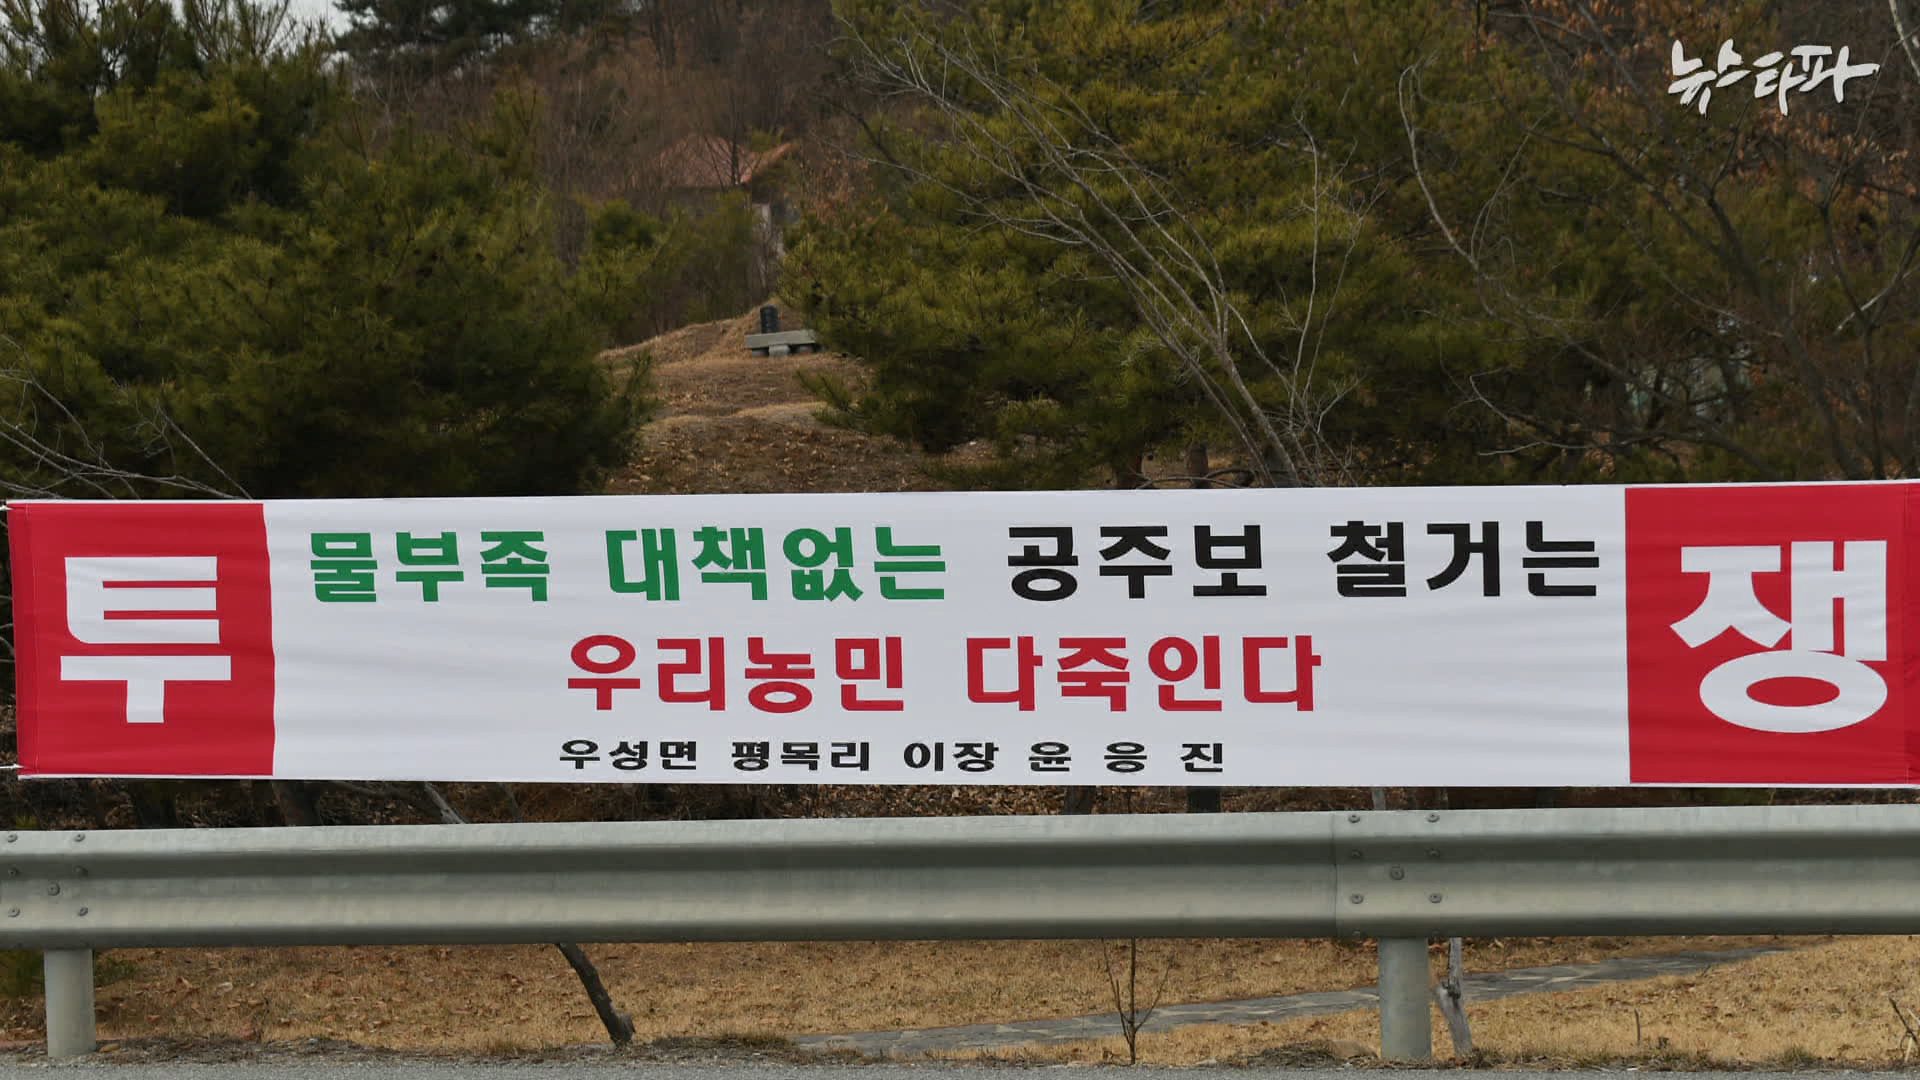 뉴스타파
투
물부족 대책없는 공주보 철거는
우리농민 다죽인다
우성면 평목리 이장 윤 응 진
쟁